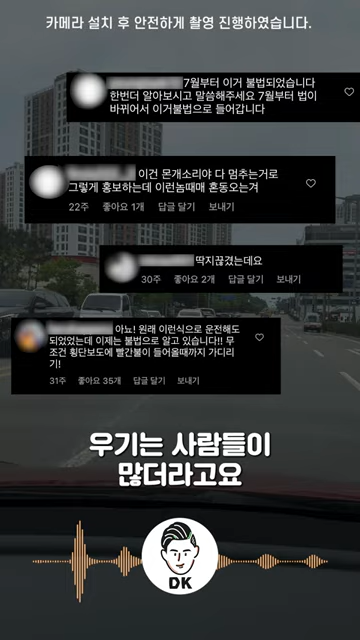 카메라 설치 후 안전하게 촬영 진행하였습니다.
7월부터 이거 불법되었습니다
한번더 알아보시고 말씀해주세요 7월부터 법이
바뀌어서 이거불법으로 들어갑니다
이건 몬개소리야 다 멈추는거로
그렇게 홍보하는데 이런놈때매 혼동오는겨
22주 좋아요 1개 답글 달기 보내기
딱지끊겼는데요
30주 좋아요 2개 답글 달기 보내기
아뇨! 원래 이런식으로 운전해도
되었었는데 이제는 불법으로 알고 있습니다!! 무
조건 횡단보도에 빨간불이 들어올때까지 가디리
기!
31주 좋아요 35개 답글 달기 보내기
우기는 사람들이
많더라고요
DK